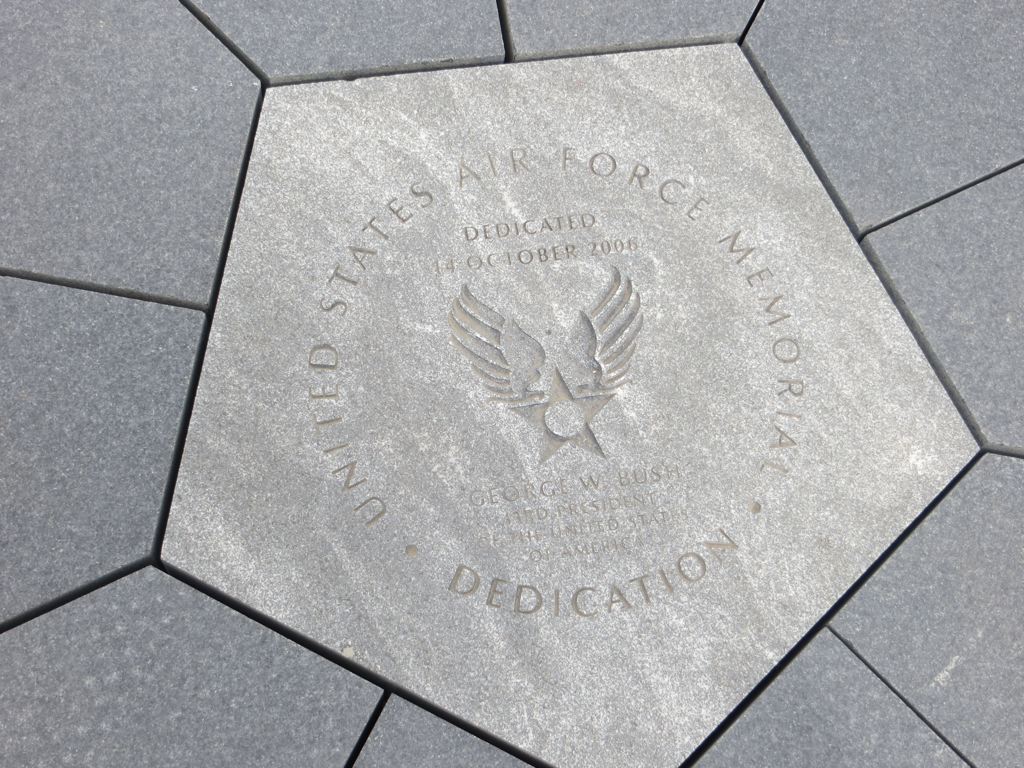 UNITED STATES AIR FORCE MEMORIAL
DEDICATED
14 OCTOBER 2006
GEORGE W. BUSH
43RD PRESIDENT
OF THE UNITED STATES
OF AMERICA
• DEDICATION •